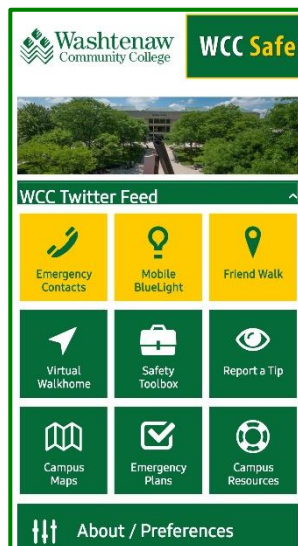 Washtenaw
Community College
WCC Safe
WCC Twitter Feed
Emergency
Contacts
Mobile
BlueLight
Friend Walk
Virtual
Walkhome
Safety
Toolbox
Report a Tip
Campus
Maps
Emergency
Plans
Campus
Resources
About / Preferences